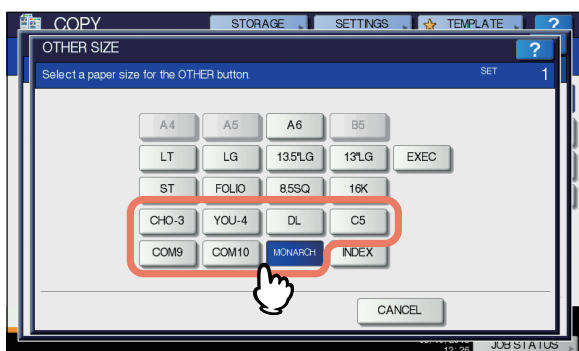 COPY STORAGE SETTINGS TEMPLATE ?
OTHER SIZE ?
Select a paper size for the OTHER button. SET 1
A4 A5 A6 B5
LT LG 13.5"LG 13"LG EXEC
ST FOLIO 8.5SQ 16K
CHO-3 YOU-4 DL C5
COM9 COM10 MONARCH INDEX
CANCEL
JOB STATUS